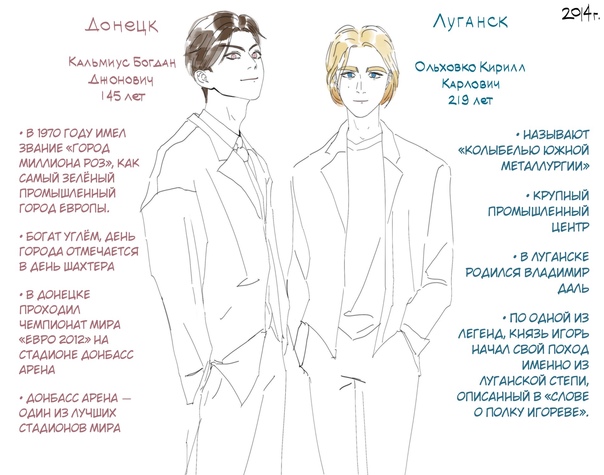 Донецк
Кальмиус Богдан
Джонович
145 лет
• В 1970 ГОДУ ИМЕЛ
ЗВАНИЕ «ГОРОД
МИЛЛИОНА РОЗ», КАК
САМЫЙ ЗЕЛЁНЫЙ
ПРОМЫШЛЕННЫЙ
ГОРОД ЕВРОПЫ.
• БОГАТ УГЛЁМ, ДЕНЬ
ГОРОДА ОТМЕЧАЕТСЯ
В ДЕНЬ ШАХТЕРА
• В ДОНЕЦКЕ
ПРОХОДИЛ
ЧЕМПИОНАТ МИРА
«ЕВРО 2012» НА
СТАДИОНЕ ДОНБАСС
АРЕНА
• ДОНБАСС АРЕНА —
ОДИН ИЗ ЛУЧШИХ
СТАДИОНОВ МИРА
Луганск
2014г.
Ольховко Кирилл
Карлович
219 лет
• НАЗЫВАЮТ
«КОЛЫБЕЛЬЮ ЮЖНОЙ
МЕТАЛЛУРГИИ»
• КРУПНЫЙ
ПРОМЫШЛЕННЫЙ
ЦЕНТР
• В ЛУГАНСКЕ
РОДИЛСЯ ВЛАДИМИР
ДАЛЬ
• ПО ОДНОЙ ИЗ
ЛЕГЕНД, КНЯЗЬ ИГОРЬ
НАЧАЛ СВОЙ ПОХОД
ИМЕННО ИЗ
ЛУГАНСКОЙ СТЕПИ,
ОПИСАННЫЙ В «СЛОВЕ
О ПОЛКУ ИГОРЕВЕ».